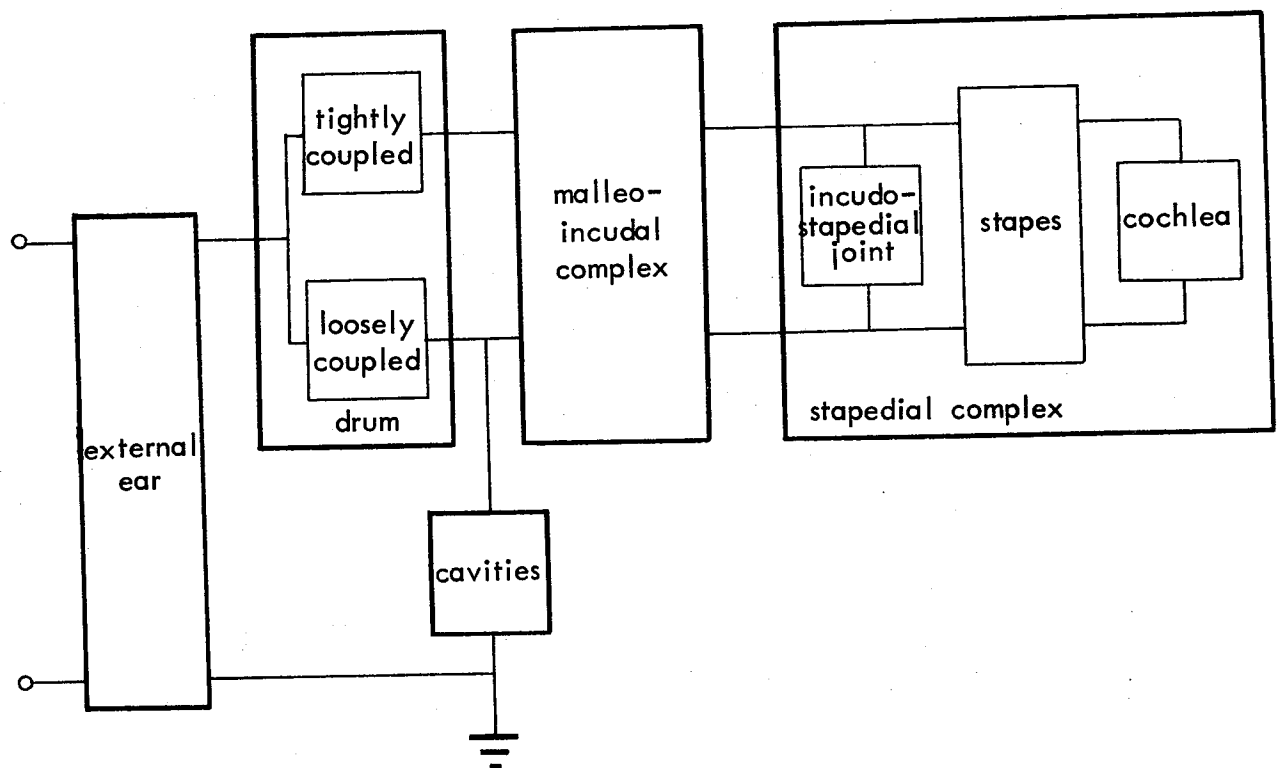 tightly
coupled
loosely
coupled
drum
external
ear
cavities
malleo-
incudal
complex
incudo-
stapedial
joint
stapes
cochlea
stapedial complex